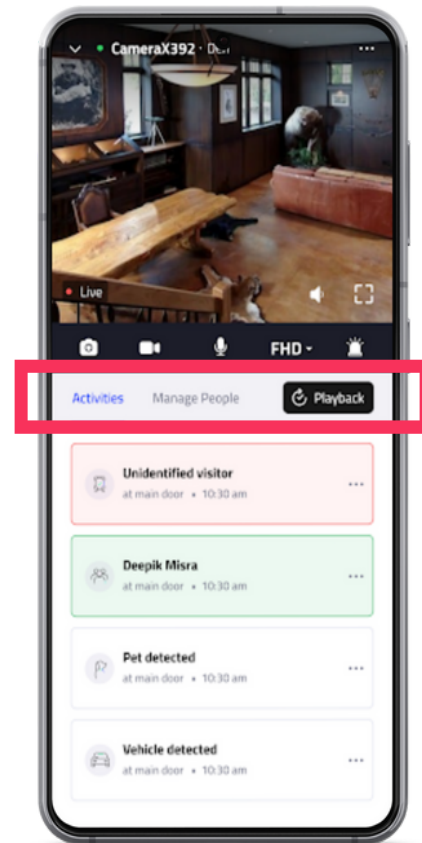 CameraX392 · Den
Live
FHD
Activities Manage People Playback
Unidentified visitor
at main door • 10:30 am
Deepik Misra
at main door • 10:30 am
Pet detected
at main door • 10:30 am
Vehicle detected
at main door • 10:30 am